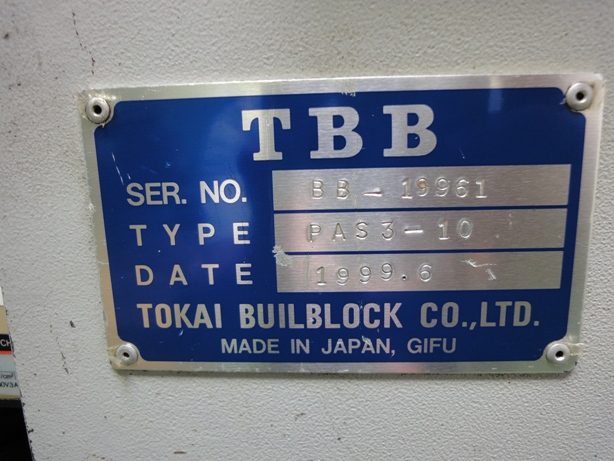 TBB
SER. NO. BB-19961
TYPE PAS3-10
DATE 1999.6
TOKAI BUILBLOCK CO.,LTD.
MADE IN JAPAN, GIFU
CH